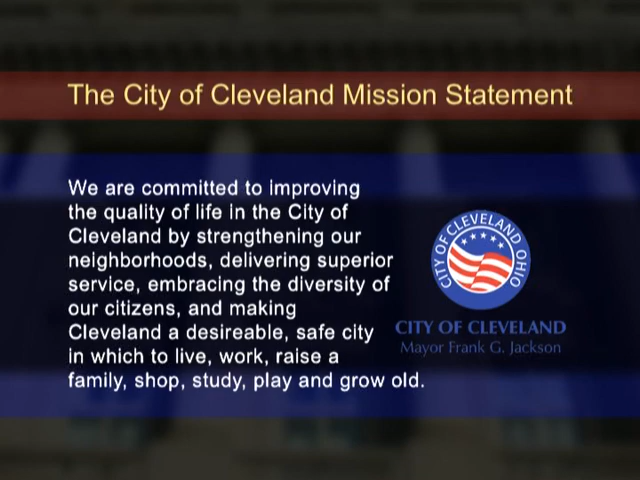 The City of Cleveland Mission Statement
We are committed to improving
the quality of life in the City of
Cleveland by strengthening our
neighborhoods, delivering superior
service, embracing the diversity of
our citizens, and making
Cleveland a desireable, safe city
in which to live, work, raise a
family, shop, study, play and grow old.
CITY OF CLEVELAND, OHIO
CITY OF CLEVELAND
Mayor Frank G. Jackson